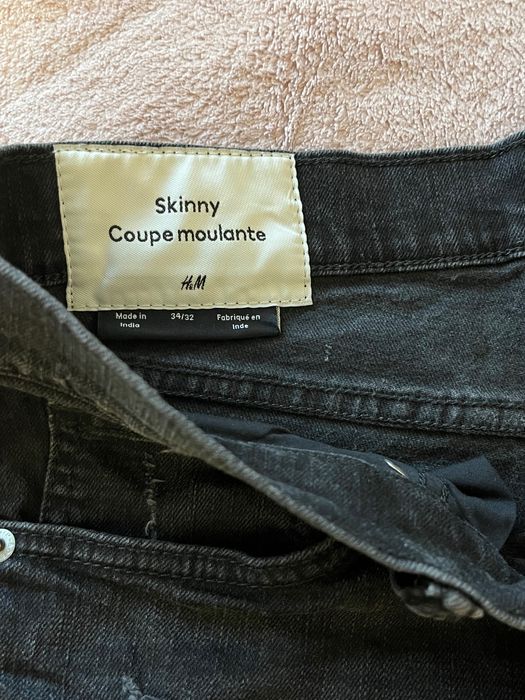 Skinny
Coupe moulante
H&M
Made in 34/32 Fabriqué en
India Inde